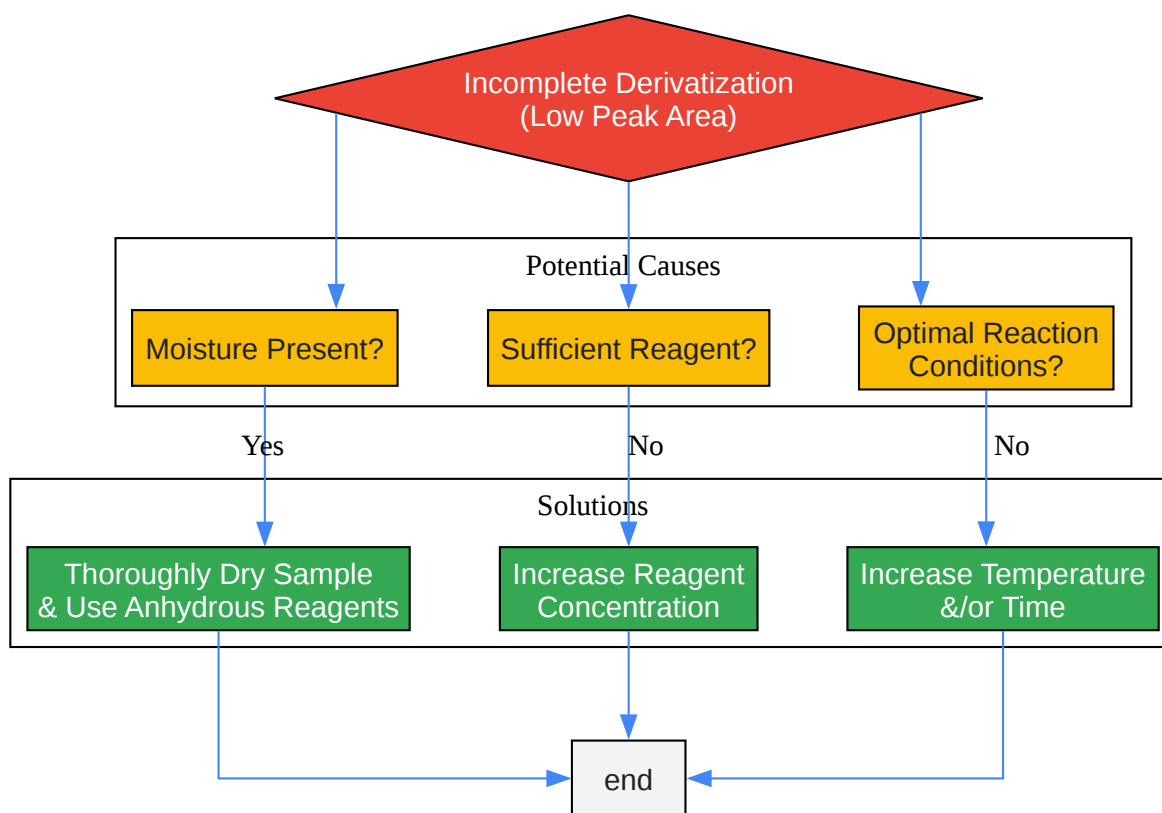 Incomplete Derivatization
(Low Peak Area)
Potential Causes
Moisture Present?
Sufficient Reagent?
Optimal Reaction
Conditions?
Yes
No
No
Solutions
Thoroughly Dry Sample
& Use Anhydrous Reagents
Increase Reagent
Concentration
Increase Temperature
&/or Time
end